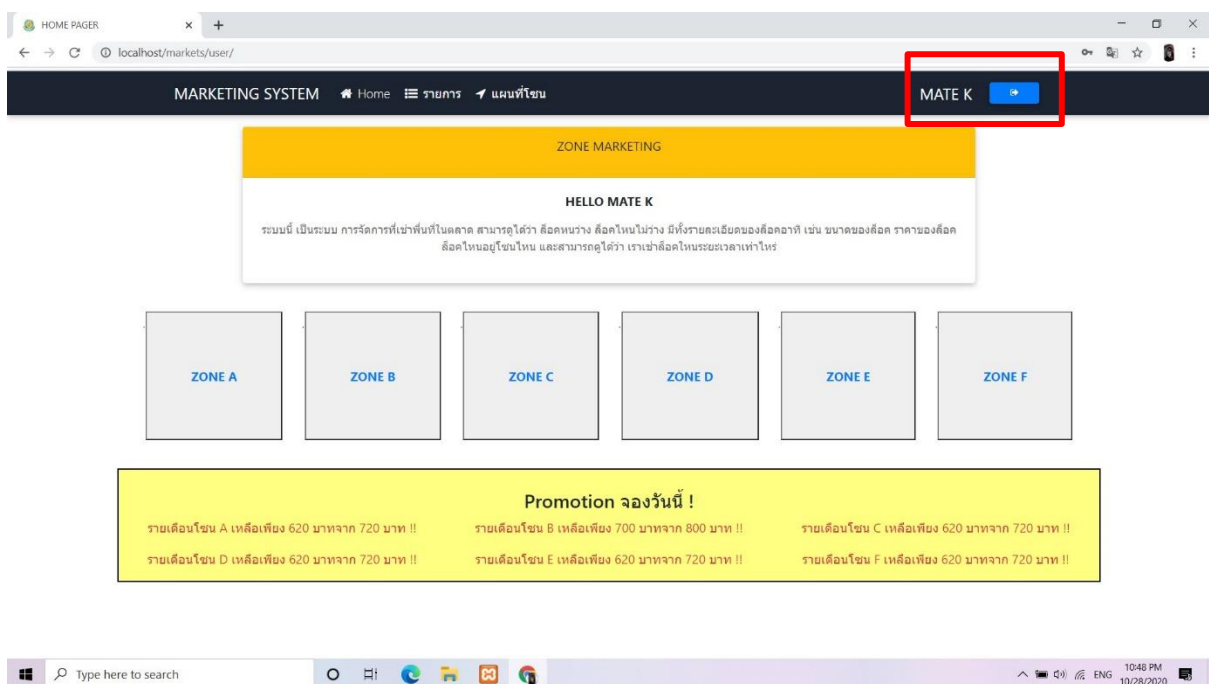 HOME PAGER
localhost/markets/user/
MARKETING SYSTEM Home รายการ แผนที่โซน MATE K
ZONE MARKETING
HELLO MATE K
ระบบนี้ เป็นระบบ การจัดการที่เช่าพื้นที่ในตลาด สามารถูได้ว่า ล็อคหนว่าง ล็อคไหนไม่ว่าง มีทั้งรายละเอียดของล็อคอาทิ เช่น ขนาดของล็อค ราคาของล็อค
ล็อคไหนอยู่โซนไหน และสามารถดูได้ว่า เราเช่าล็อคไหนระยะเวลาเท่าไหร่
ZONE A ZONE B ZONE C ZONE D ZONE E ZONE F
Promotion จองวันนี้ !
รายเดือนโซน A เหลือเพียง 620 บาทจาก 720 บาท !! รายเดือนโซน B เหลือเพียง 700 บาทจาก 800 บาท !! รายเดือนโซน C เหลือเพียง 620 บาทจาก 720 บาท !!
รายเดือนโซน D เหลือเพียง 620 บาทจาก 720 บาท !! รายเดือนโซน E เหลือเพียง 620 บาทจาก 720 บาท !! รายเดือนโซน F เหลือเพียง 620 บาทจาก 720 บาท !!
Type here to search ENG 10:48 PM
10/28/2020